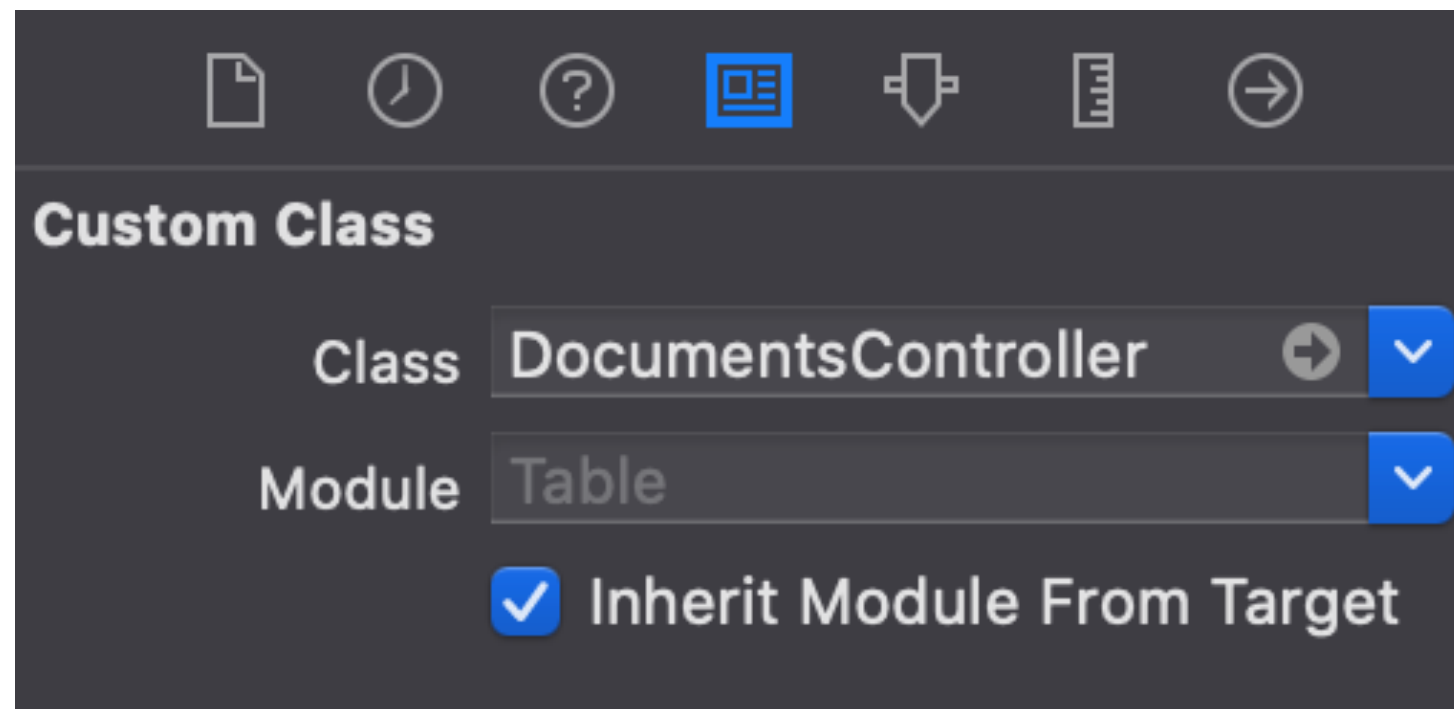 Custom Class
Class DocumentsController
Module Table
Inherit Module From Target